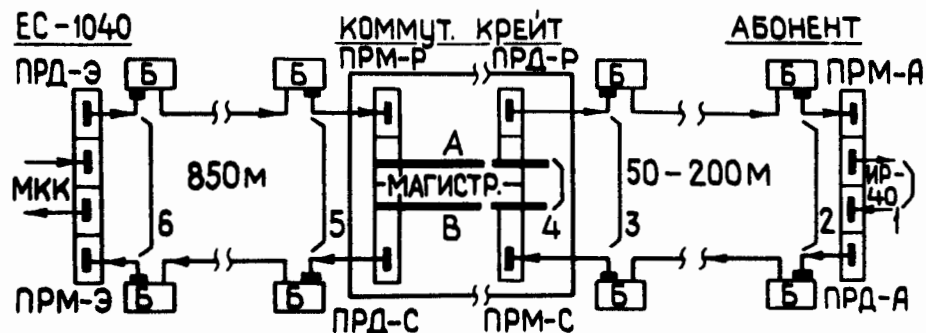 ЕС-1040 КОММУТ. КРЕЙТ АБОНЕНТ
ПРД-Э Б Б ПРМ-Р ПРД-Р Б Б ПРМ-А
А
МКК 850м МАГИСТР. 50-200м ИР-40
6 5 В 4 3 2 1
ПРМ-Э Б Б ПРД-С ПРМ-С Б Б ПРД-А